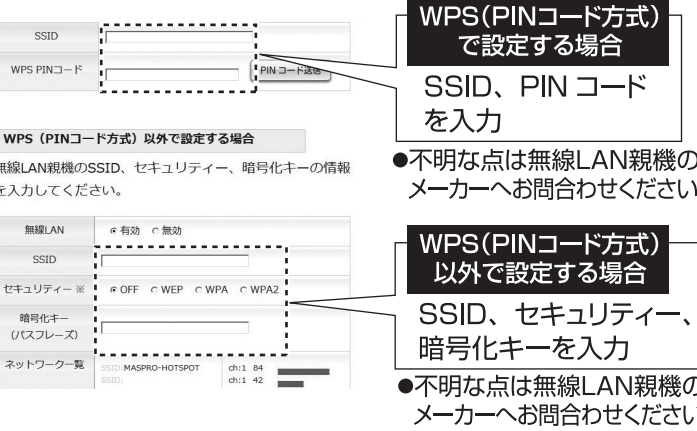 SSID
WPS PINコード
PIN コード送信
WPS(PINコード方式)
で設定する場合
SSID、PIN コード
を入力
●不明な点は無線LAN親機の
メーカーへお問合わせください
WPS（PINコード方式）以外で設定する場合
無線LAN親機のSSID、セキュリティー、暗号化キーの情報
を入力してください。
無線LAN
有効 無効
SSID
セキュリティー ※
OFF WEP WPA WPA2
暗号化キー
(パスフレーズ)
ネットワーク一覧
SSID: MASPRO-HOTSPOT ch:1 84
SSID: ch:1 42
WPS(PINコード方式)
以外で設定する場合
SSID、セキュリティー、
暗号化キーを入力
●不明な点は無線LAN親機の
メーカーへお問合わせください